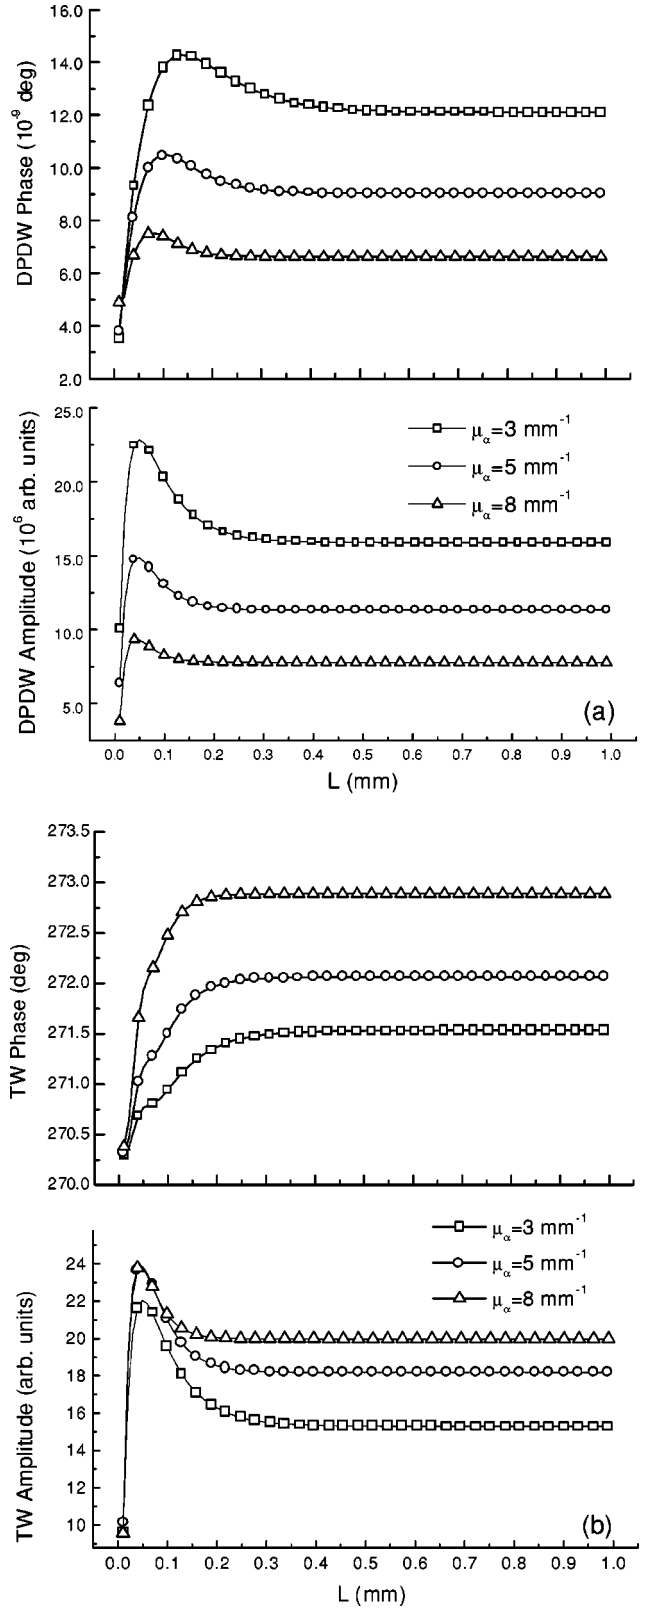 DPDW Phase (10⁻⁹ deg)
16.0
14.0
12.0
10.0
8.0
6.0
4.0
2.0
DPDW Amplitude (10⁶ arb. units)
25.0
20.0
15.0
10.0
5.0
μα=3 mm⁻¹
μα=5 mm⁻¹
μα=8 mm⁻¹
(a)
0.0 0.1 0.2 0.3 0.4 0.5 0.6 0.7 0.8 0.9 1.0
L (mm)
TW Phase (deg)
273.5
273.0
272.5
272.0
271.5
271.0
270.5
270.0
TW Amplitude (arb. units)
24
22
20
18
16
14
12
10
μα=3 mm⁻¹
μα=5 mm⁻¹
μα=8 mm⁻¹
(b)
0.0 0.1 0.2 0.3 0.4 0.5 0.6 0.7 0.8 0.9 1.0
L (mm)